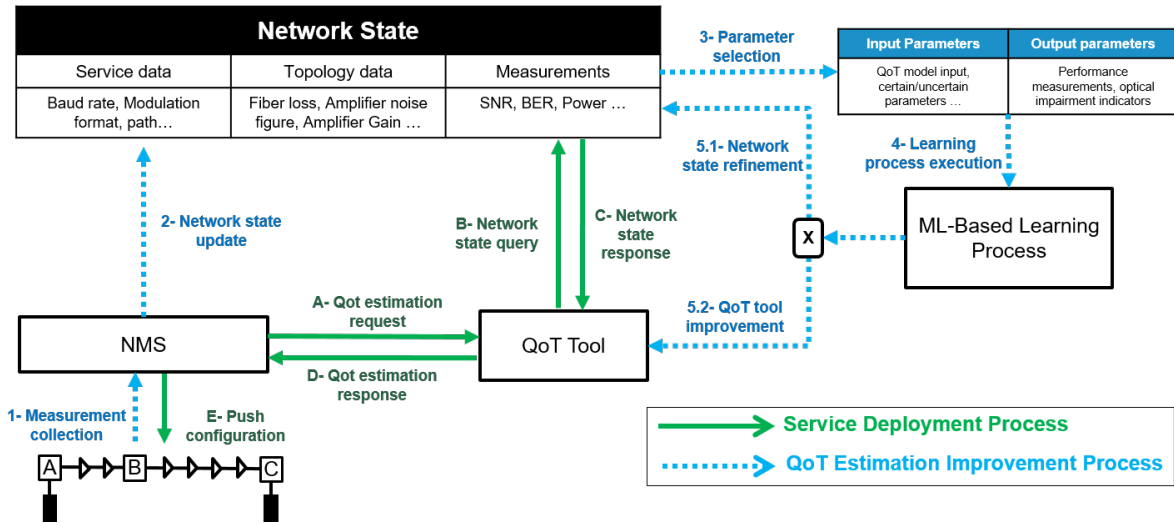 Network State
Service data
Topology data
Measurements
Baud rate, Modulation
format, path…
Fiber loss, Amplifier noise
figure, Amplifier Gain …
SNR, BER, Power …
3- Parameter
selection
Input Parameters
Output parameters
QoT model input,
certain/uncertain
parameters …
Performance
measurements, optical
impairment indicators
5.1- Network
state refinement
4- Learning
process execution
2- Network state
update
B- Network
state query
C- Network
state
response
X
ML-Based Learning
Process
A- Qot estimation
request
5.2- QoT tool
improvement
NMS
QoT Tool
D- Qot estimation
response
1- Measurement
collection
E- Push
configuration
A
B
C
Service Deployment Process
QoT Estimation Improvement Process